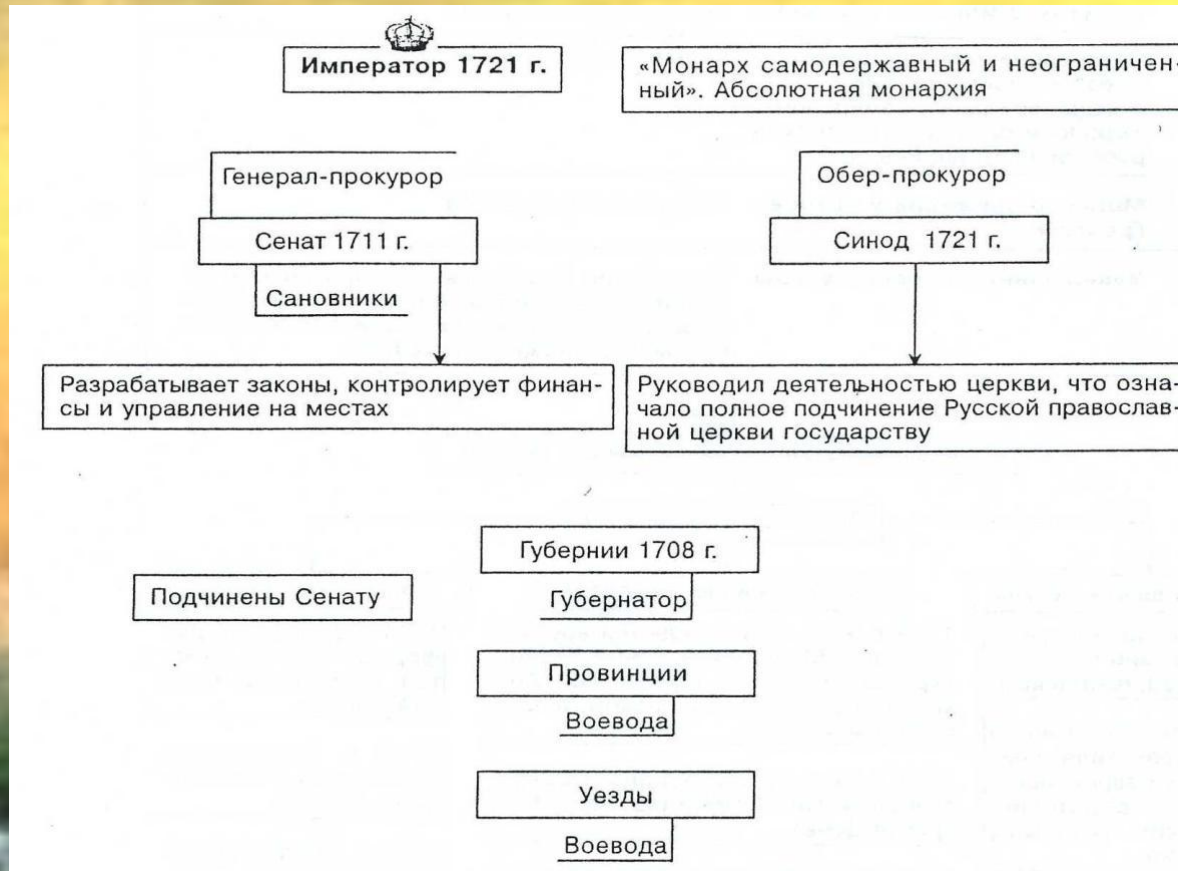 Император 1721 г.
«Монарх самодержавный и неограничен-
ный». Абсолютная монархия
Генерал-прокурор
Сенат 1711 г.
Сановники
Обер-прокурор
Синод 1721 г.
Разрабатывает законы, контролирует финан-
сы и управление на местах
Руководил деятельностью церкви, что озна-
чало полное подчинение Русской православ-
ной церкви государству
Губернии 1708 г.
Губернатор
Подчинены Сенату
Провинции
Воевода
Уезды
Воевода